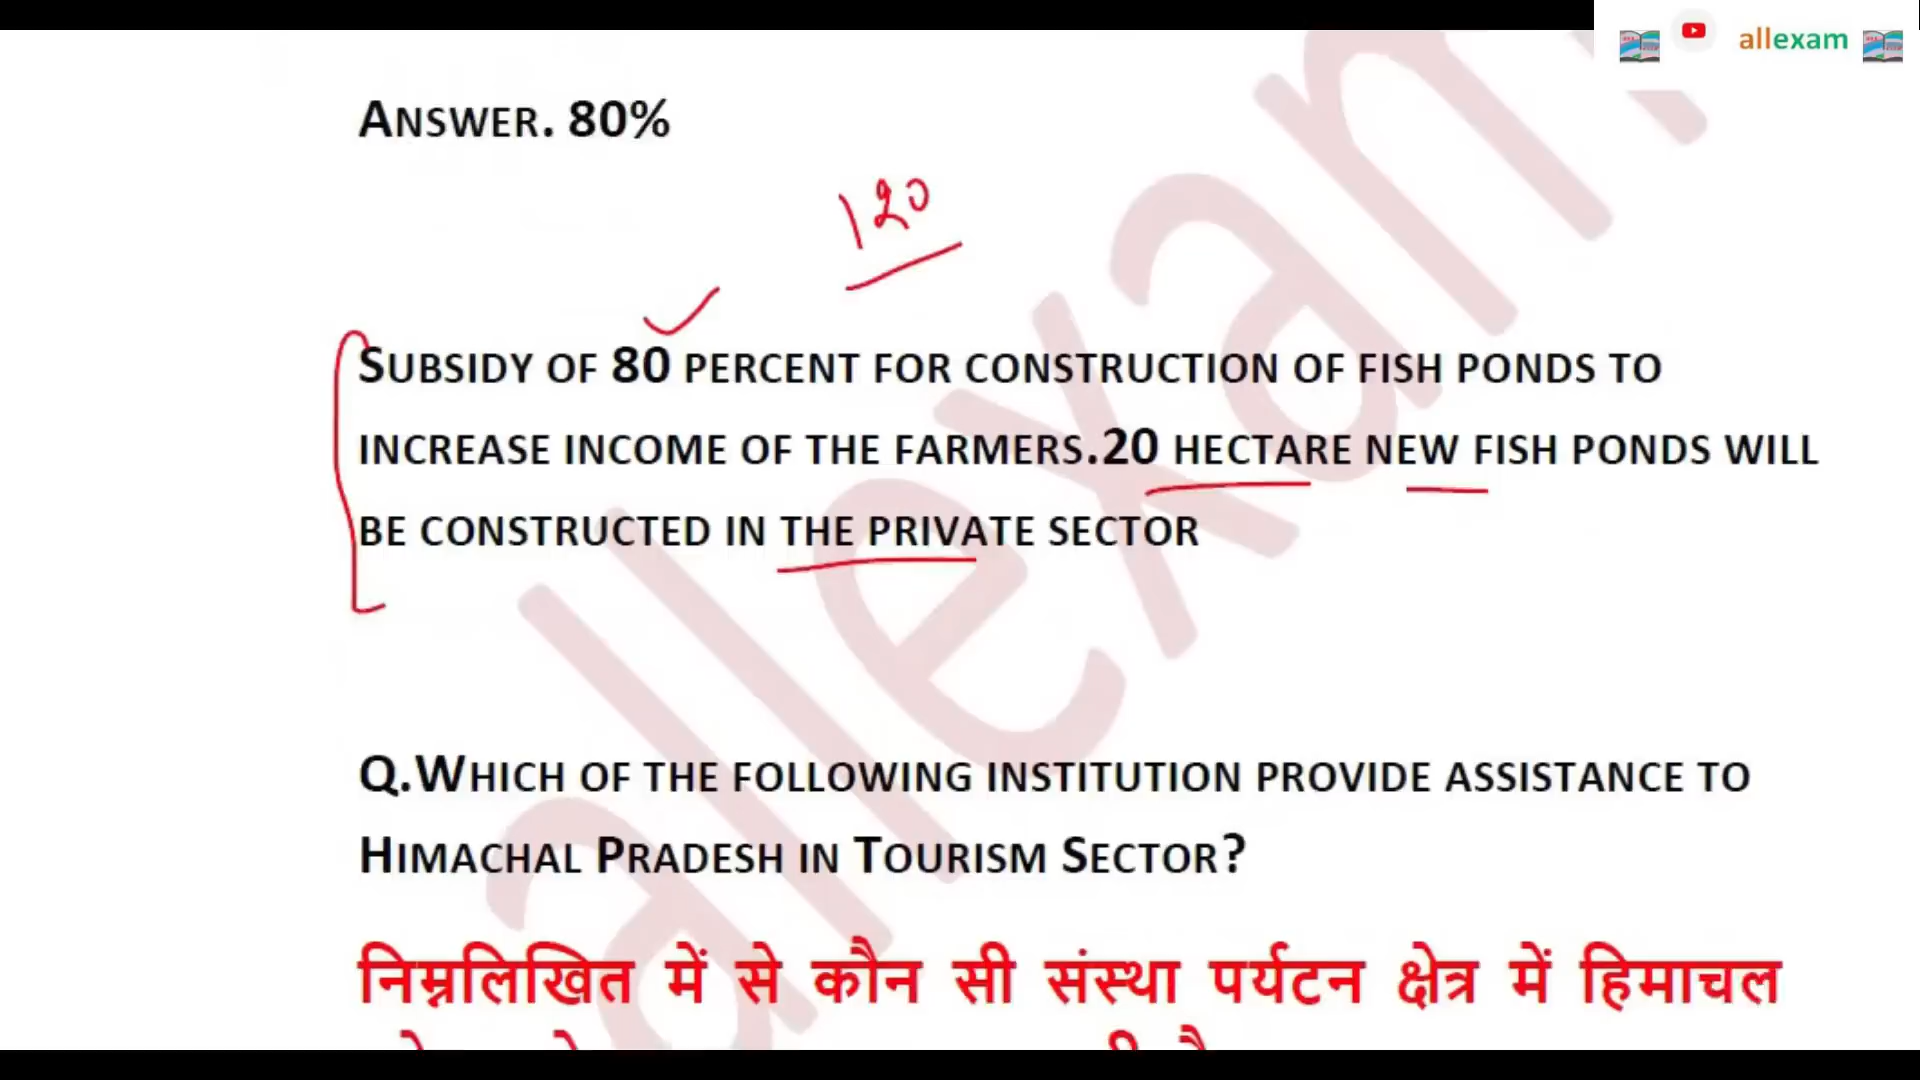 allexam
ANSWER. 80%
120
SUBSIDY OF 80 PERCENT FOR CONSTRUCTION OF FISH PONDS TO
INCREASE INCOME OF THE FARMERS.20 HECTARE NEW FISH PONDS WILL
BE CONSTRUCTED IN THE PRIVATE SECTOR
Q.WHICH OF THE FOLLOWING INSTITUTION PROVIDE ASSISTANCE TO
HIMACHAL PRADESH IN TOURISM SECTOR?
निम्नलिखित में से कौन सी संस्था पर्यटन क्षेत्र में हिमाचल
allexam